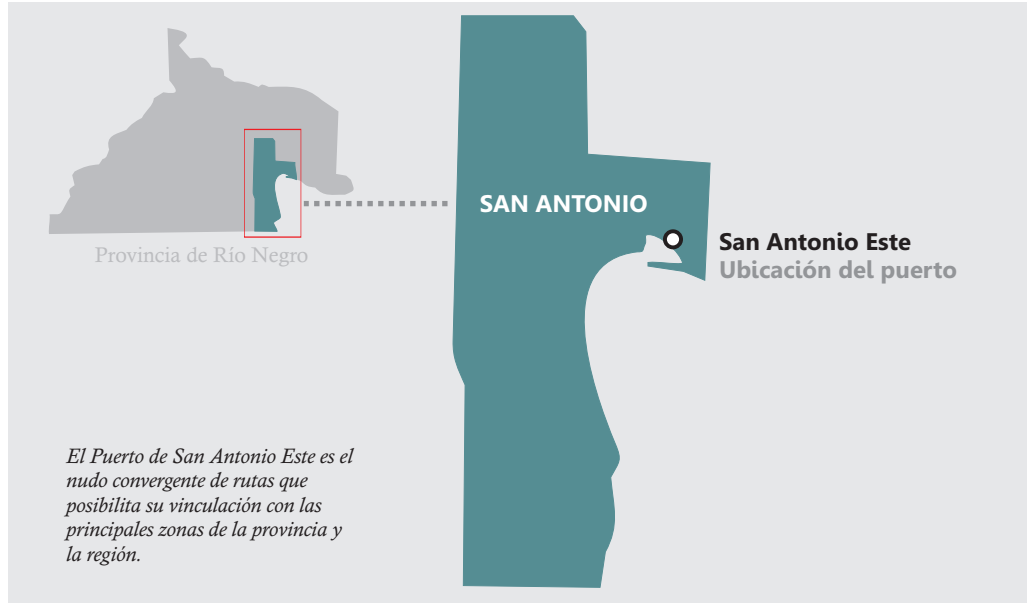 SAN ANTONIO
San Antonio Este
Ubicación del puerto
Provincia de Río Negro
El Puerto de San Antonio Este es el
nudo convergente de rutas que
posibilita su vinculación con las
principales zonas de la provincia y
la región.